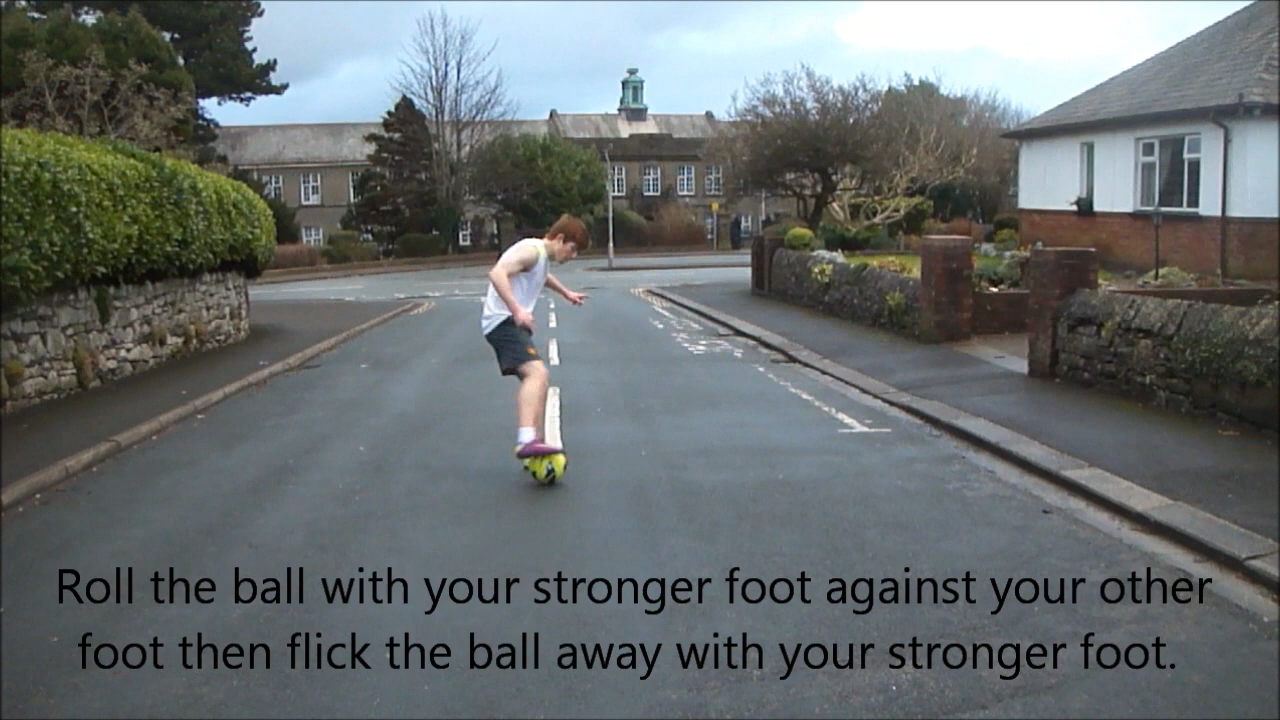 Roll the ball with your stronger foot against your other
foot then flick the ball away with your stronger foot.